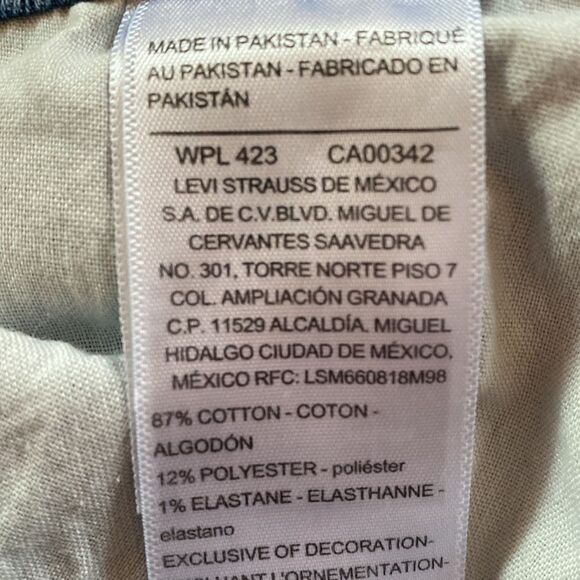 MADE IN PAKISTAN - FABRIQUÉ
AU PAKISTAN - FABRICADO EN
PAKISTÁN
WPL 423 CA00342
LEVI STRAUSS DE MÉXICO
S.A. DE C.V.BLVD. MIGUEL DE
CERVANTES SAAVEDRA
NO. 301, TORRE NORTE PISO 7
COL. AMPLIACIÓN GRANADA
C.P. 11529 ALCALDÍA. MIGUEL
HIDALGO CIUDAD DE MÉXICO,
MÉXICO RFC: LSM660818M98
87% COTTON - COTON -
ALGODÓN
12% POLYESTER - poliéster
1% ELASTANE - ELASTHANNE -
elastano
EXCLUSIVE OF DECORATION-
L'ORNEMENTATION-